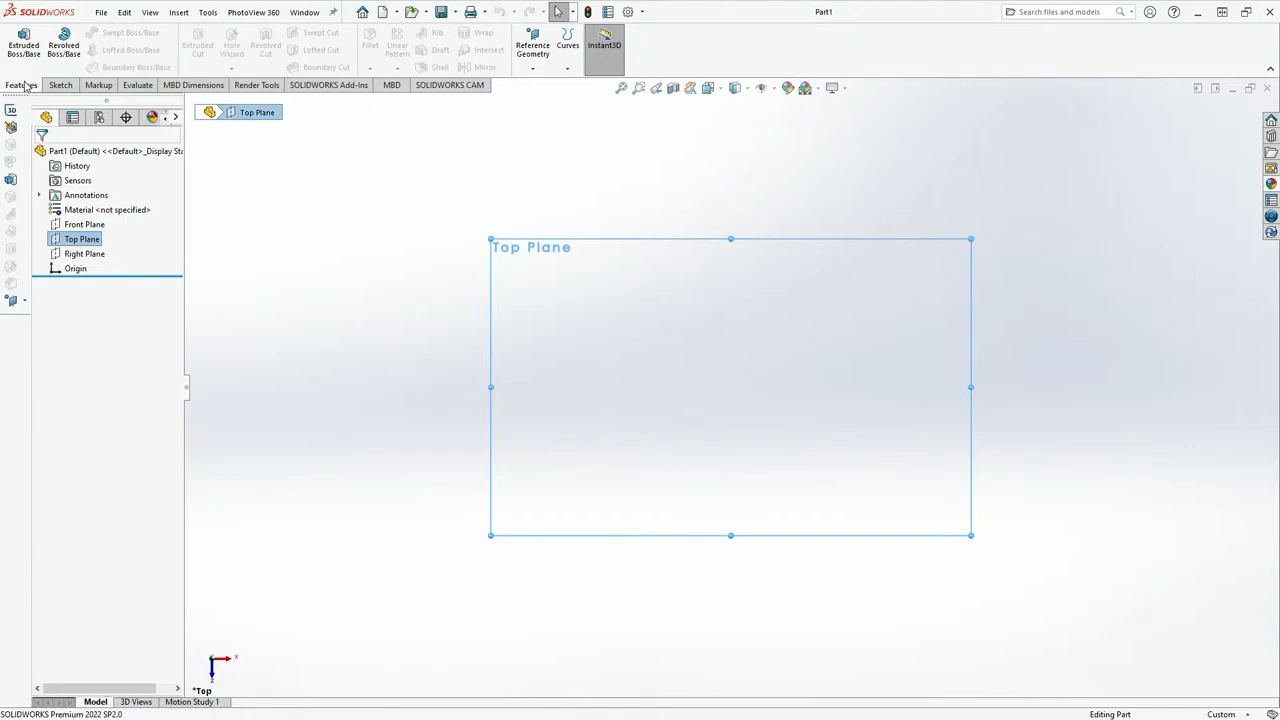 SOLIDWORKS File Edit View Insert Tools PhotoView 360 Window Part1 Search files and models
Extruded Boss/Base Revolved Boss/Base Swept Boss/Base Lofted Boss/Base Boundary Boss/Base Extruded Cut Hole Wizard Revolved Cut Swept Cut Lofted Cut Boundary Cut Fillet Linear Pattern Rib Draft Shell Wrap Intersect Mirror Reference Geometry Curves Instant3D
Features Sketch Markup Evaluate MBD Dimensions Render Tools SOLIDWORKS Add-Ins MBD SOLIDWORKS CAM
Top Plane
Part1 (Default) <<Default>_Display Sta
History
Sensors
Annotations
Material <not specified>
Front Plane
Top Plane
Right Plane
Origin
Top Plane
x
z
*Top
Model 3D Views Motion Study 1
SOLIDWORKS Premium 2022 SP2.0 Editing Part Custom